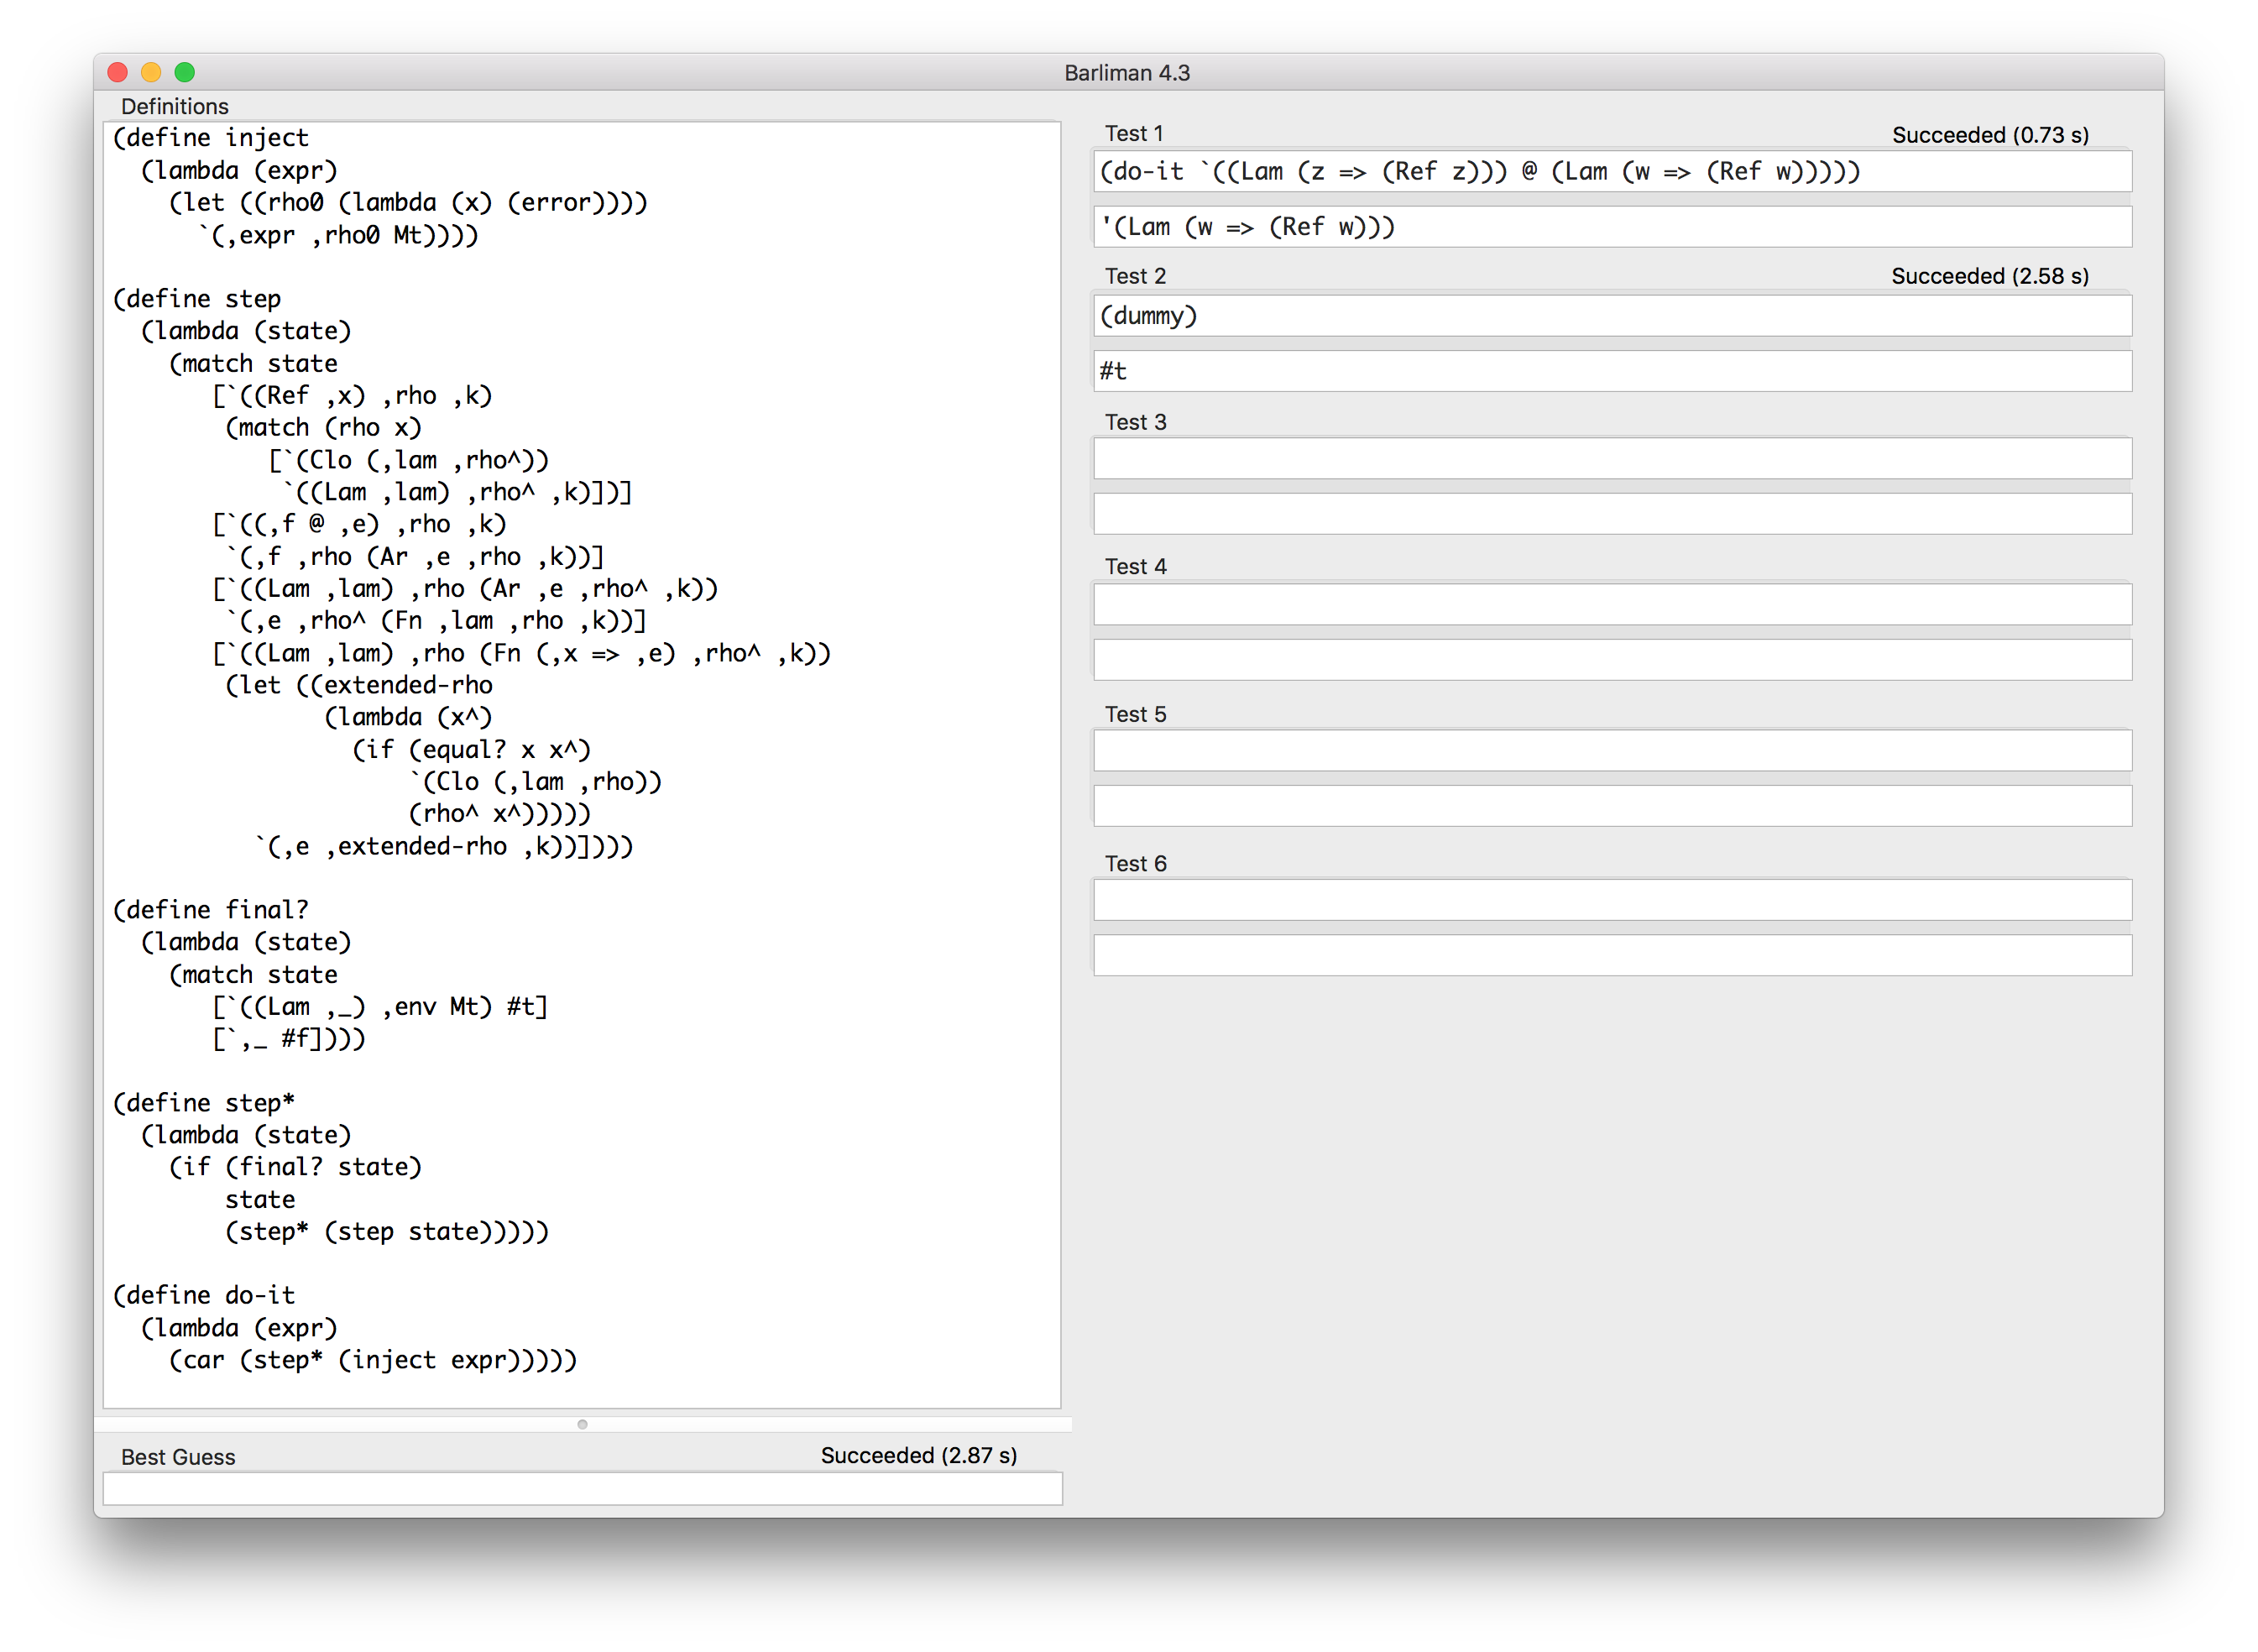 Barliman 4.3
Definitions
(define inject
  (lambda (expr)
    (let ((rho0 (lambda (x) (error))))
      `(,expr ,rho0 Mt))))

(define step
  (lambda (state)
    (match state
       [`((Ref ,x) ,rho ,k)
        (match (rho x)
           [`(Clo (,lam ,rho^))
            `((Lam ,lam) ,rho^ ,k)])]
       [`((,f @ ,e) ,rho ,k)
        `(,f ,rho (Ar ,e ,rho ,k))]
       [`((Lam ,lam) ,rho (Ar ,e ,rho^ ,k))
        `(,e ,rho^ (Fn ,lam ,rho ,k))]
       [`((Lam ,lam) ,rho (Fn (,x => ,e) ,rho^ ,k))
        (let ((extended-rho
               (lambda (x^)
                 (if (equal? x x^)
                     `(Clo (,lam ,rho))
                     (rho^ x^)))))
          `(,e ,extended-rho ,k))])))

(define final?
  (lambda (state)
    (match state
       [`((Lam ,_) ,env Mt) #t]
       [`,_ #f])))

(define step*
  (lambda (state)
    (if (final? state)
        state
        (step* (step state)))))

(define do-it
  (lambda (expr)
    (car (step* (inject expr)))))
Best Guess
Succeeded (2.87 s)
Test 1
Succeeded (0.73 s)
(do-it `((Lam (z => (Ref z))) @ (Lam (w => (Ref w)))))
'(Lam (w => (Ref w)))
Test 2
Succeeded (2.58 s)
(dummy)
#t
Test 3
Test 4
Test 5
Test 6